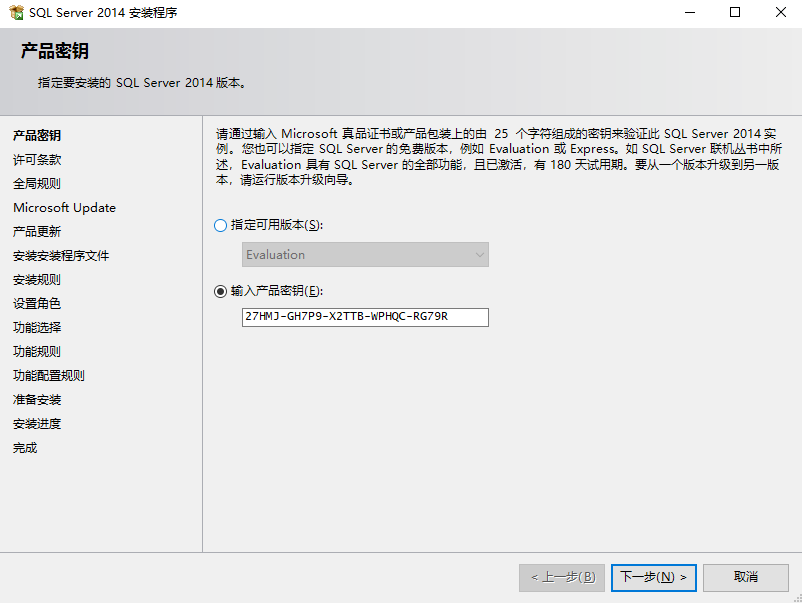 SQL Server 2014 安装程序
产品密钥
指定要安装的 SQL Server 2014 版本。
产品密钥
许可条款
全局规则
Microsoft Update
产品更新
安装安装程序文件
安装规则
设置角色
功能选择
功能规则
功能配置规则
准备安装
安装进度
完成
请通过输入 Microsoft 真品证书或产品包装上的由 25 个字符组成的密钥来验证此 SQL Server 2014 实
例。您也可以指定 SQL Server 的免费版本，例如 Evaluation 或 Express。如 SQL Server 联机丛书中所
述，Evaluation 具有 SQL Server 的全部功能，且已激活，有 180 天试用期。要从一个版本升级到另一版
本，请运行版本升级向导。
指定可用版本(S):
Evaluation
输入产品密钥(E):
27HMJ-GH7P9-X2TTB-WPHQC-RG79R
< 上一步(B)
下一步(N) >
取消